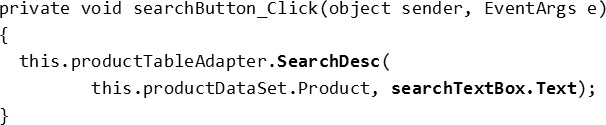 private void searchButton_Click(object sender, EventArgs e)
{
  this.productTableAdapter.SearchDesc(
          this.productDataSet.Product, searchTextBox.Text);
}